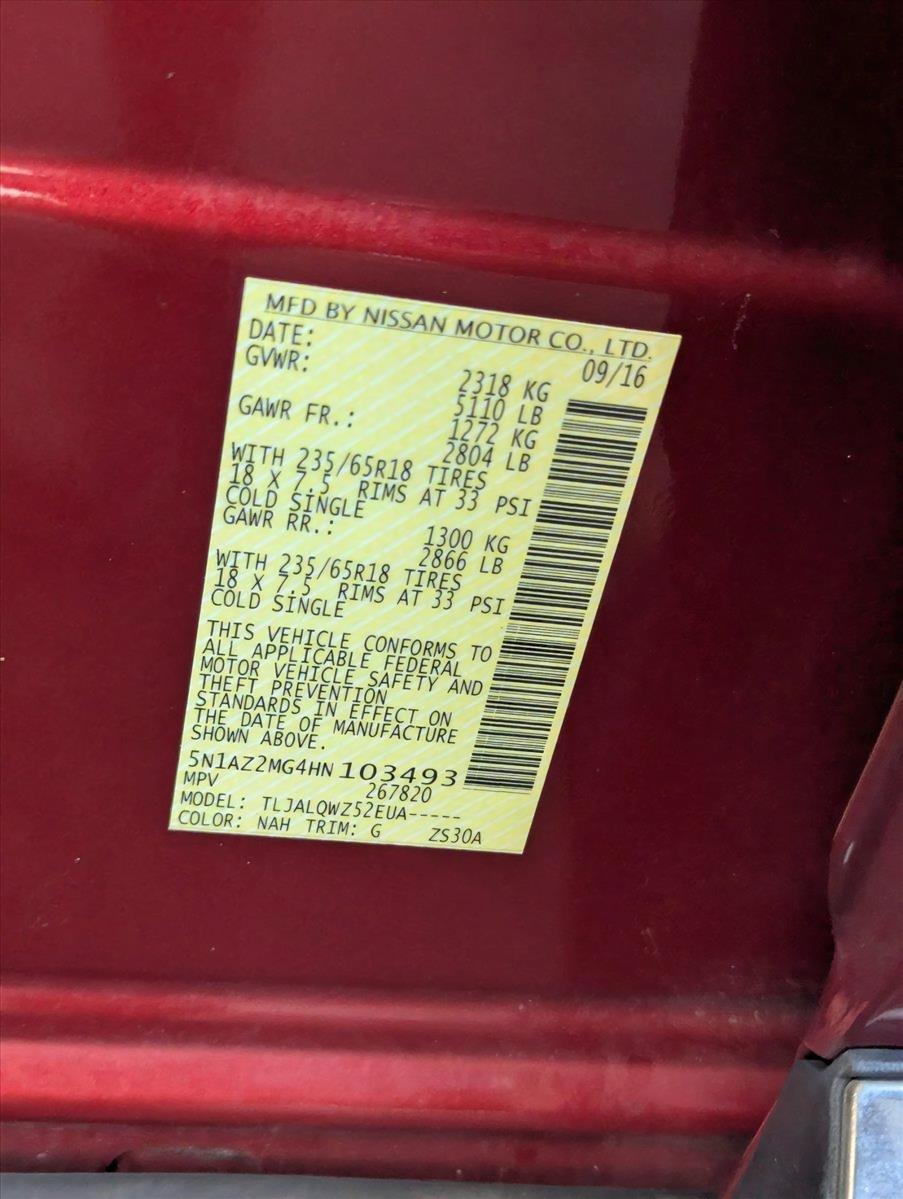 MFD BY NISSAN MOTOR CO., LTD.
DATE: 09/16
GVWR: 2318 KG
5110 LB
GAWR FR.: 1272 KG
2804 LB
WITH 235/65R18 TIRES
18 X 7.5 RIMS AT 33 PSI
COLD SINGLE
GAWR RR.: 1300 KG
2866 LB
WITH 235/65R18 TIRES
18 X 7.5 RIMS AT 33 PSI
COLD SINGLE
THIS VEHICLE CONFORMS TO
ALL APPLICABLE FEDERAL
MOTOR VEHICLE SAFETY AND
THEFT PREVENTION
STANDARDS IN EFFECT ON
THE DATE OF MANUFACTURE
SHOWN ABOVE.
5N1AZ2MG4HN 103493
MPV 267820
MODEL: TLJALQWZ52EUA-----
COLOR: NAH TRIM: G ZS30A